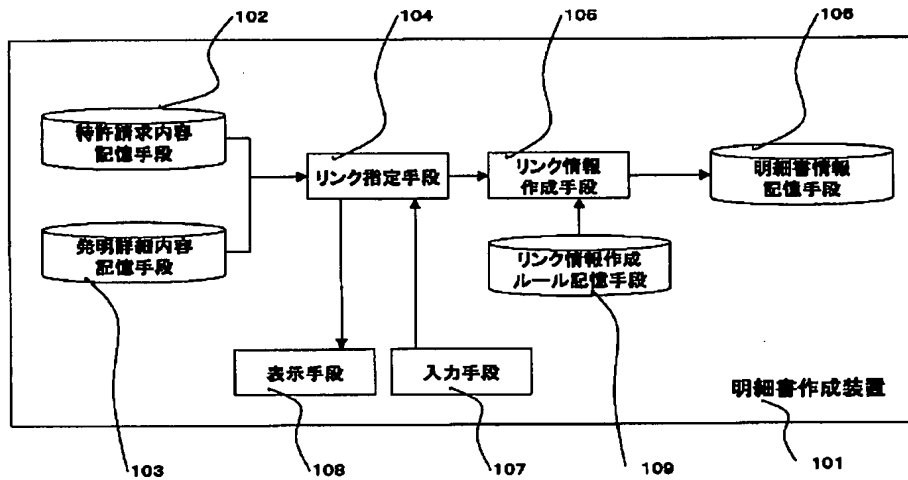 102
104
105
106
特許請求内容
記憶手段
リンク指定手段
リンク情報
作成手段
明細書情報
記憶手段
発明詳細内容
記憶手段
リンク情報作成
ルール記憶手段
表示手段
入力手段
明細書作成装置
103
108
107
109
101